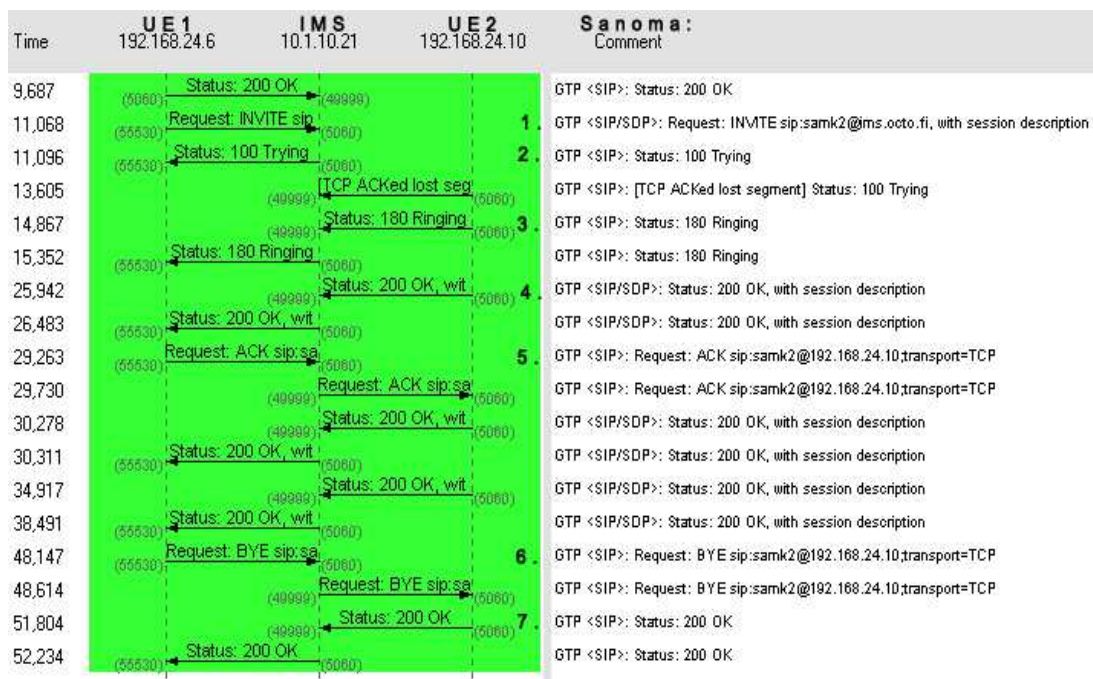 UE1 IMS UE2 Sanoma:
Time 192.168.24.6 10.1.10.21 192.168.24.10 Comment
9,687 (5060) Status: 200 OK (49999) GTP <SIP>: Status: 200 OK
11,068 (55530) Request: INVITE sip (5060) 1. GTP <SIP/SDP>: Request: INVITE sip:samk2@ims.octo.fi, with session description
11,096 (55530) Status: 100 Trying (5060) 2. GTP <SIP>: Status: 100 Trying
13,605 (49999) [TCP ACKed lost seg (5060) GTP <SIP>: [TCP ACKed lost segment] Status: 100 Trying
14,867 (49999) Status: 180 Ringing (5060) 3. GTP <SIP>: Status: 180 Ringing
15,352 (55530) Status: 180 Ringing (5060) GTP <SIP>: Status: 180 Ringing
25,942 (49999) Status: 200 OK, wit (5060) 4. GTP <SIP/SDP>: Status: 200 OK, with session description
26,483 (55530) Status: 200 OK, wit (5060) GTP <SIP/SDP>: Status: 200 OK, with session description
29,263 (55530) Request: ACK sip:sa (5060) 5. GTP <SIP>: Request: ACK sip:samk2@192.168.24.10;transport=TCP
29,730 (49999) Request: ACK sip:sa (5060) GTP <SIP>: Request: ACK sip:samk2@192.168.24.10;transport=TCP
30,278 (49999) Status: 200 OK, wit (5060) GTP <SIP/SDP>: Status: 200 OK, with session description
30,311 (55530) Status: 200 OK, wit (5060) GTP <SIP/SDP>: Status: 200 OK, with session description
34,917 (49999) Status: 200 OK, wit (5060) GTP <SIP/SDP>: Status: 200 OK, with session description
38,491 (55530) Status: 200 OK, wit (5060) GTP <SIP/SDP>: Status: 200 OK, with session description
48,147 (55530) Request: BYE sip:sa (5060) 6. GTP <SIP>: Request: BYE sip:samk2@192.168.24.10;transport=TCP
48,614 (49999) Request: BYE sip:sa (5060) GTP <SIP>: Request: BYE sip:samk2@192.168.24.10;transport=TCP
51,804 (49999) Status: 200 OK (5060) 7. GTP <SIP>: Status: 200 OK
52,234 (55530) Status: 200 OK (5060) GTP <SIP>: Status: 200 OK